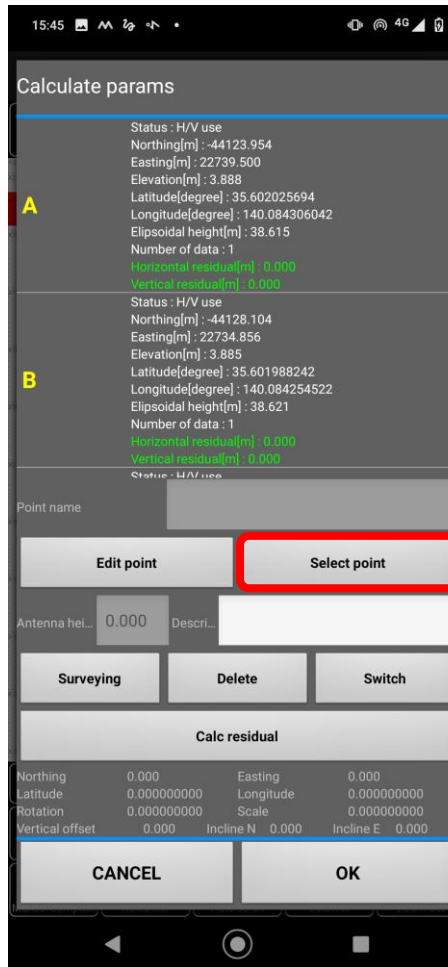 15:45
4G
Calculate params
A
Status : H/V use
Northing[m] : -44123.954
Easting[m] : 22739.500
Elevation[m] : 3.888
Latitude[degree] : 35.602025694
Longitude[degree] : 140.084306042
Elipsoidal height[m] : 38.615
Number of data : 1
Horizontal residual[m] : 0.000
Vertical residual[m] : 0.000
B
Status : H/V use
Northing[m] : -44128.104
Easting[m] : 22734.856
Elevation[m] : 3.885
Latitude[degree] : 35.601988242
Longitude[degree] : 140.084254522
Elipsoidal height[m] : 38.621
Number of data : 1
Horizontal residual[m] : 0.000
Vertical residual[m] : 0.000
Status : H/V use
Point name
Edit point Select point
Antenna hei... 0.000 Descri...
Surveying Delete Switch
Calc residual
Northing 0.000 Easting 0.000
Latitude 0.000000000 Longitude 0.000000000
Rotation 0.000000000 Scale 0.000000000
Vertical offset 0.000 Incline N 0.000 Incline E 0.000
CANCEL OK